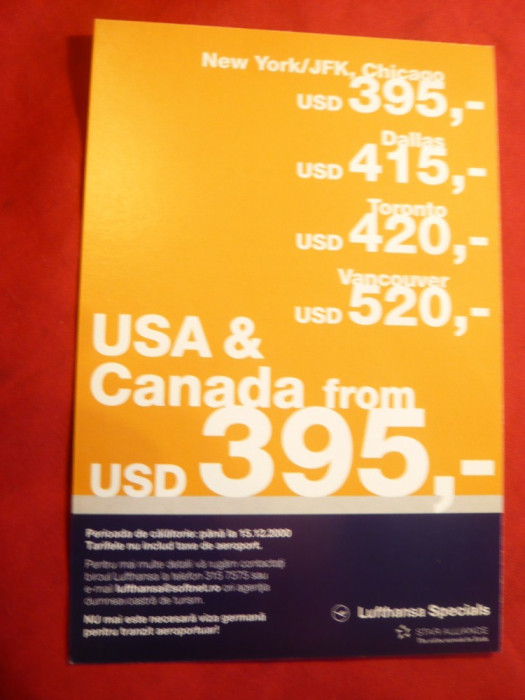 New York/JFK, Chicago
USD 395,-
Dallas
USD 415,-
Toronto
USD 420,-
Vancouver
USD 520,-
USA &
Canada from
USD 395,-
Perioada de călătorie: până la 15.12.2000
Tarifele nu includ taxe de aeroport.
Pentru mai multe detalii vă rugăm contactaţi
biroul Lufthansa la telefon 315 7575 sau
e-mail lufthansa@softnet.ro ori agenţia
dumneavoastră de turism.
NU mai este necesară viza germană
pentru tranzit aeroportuar!
Lufthansa Specials
STAR ALLIANCE